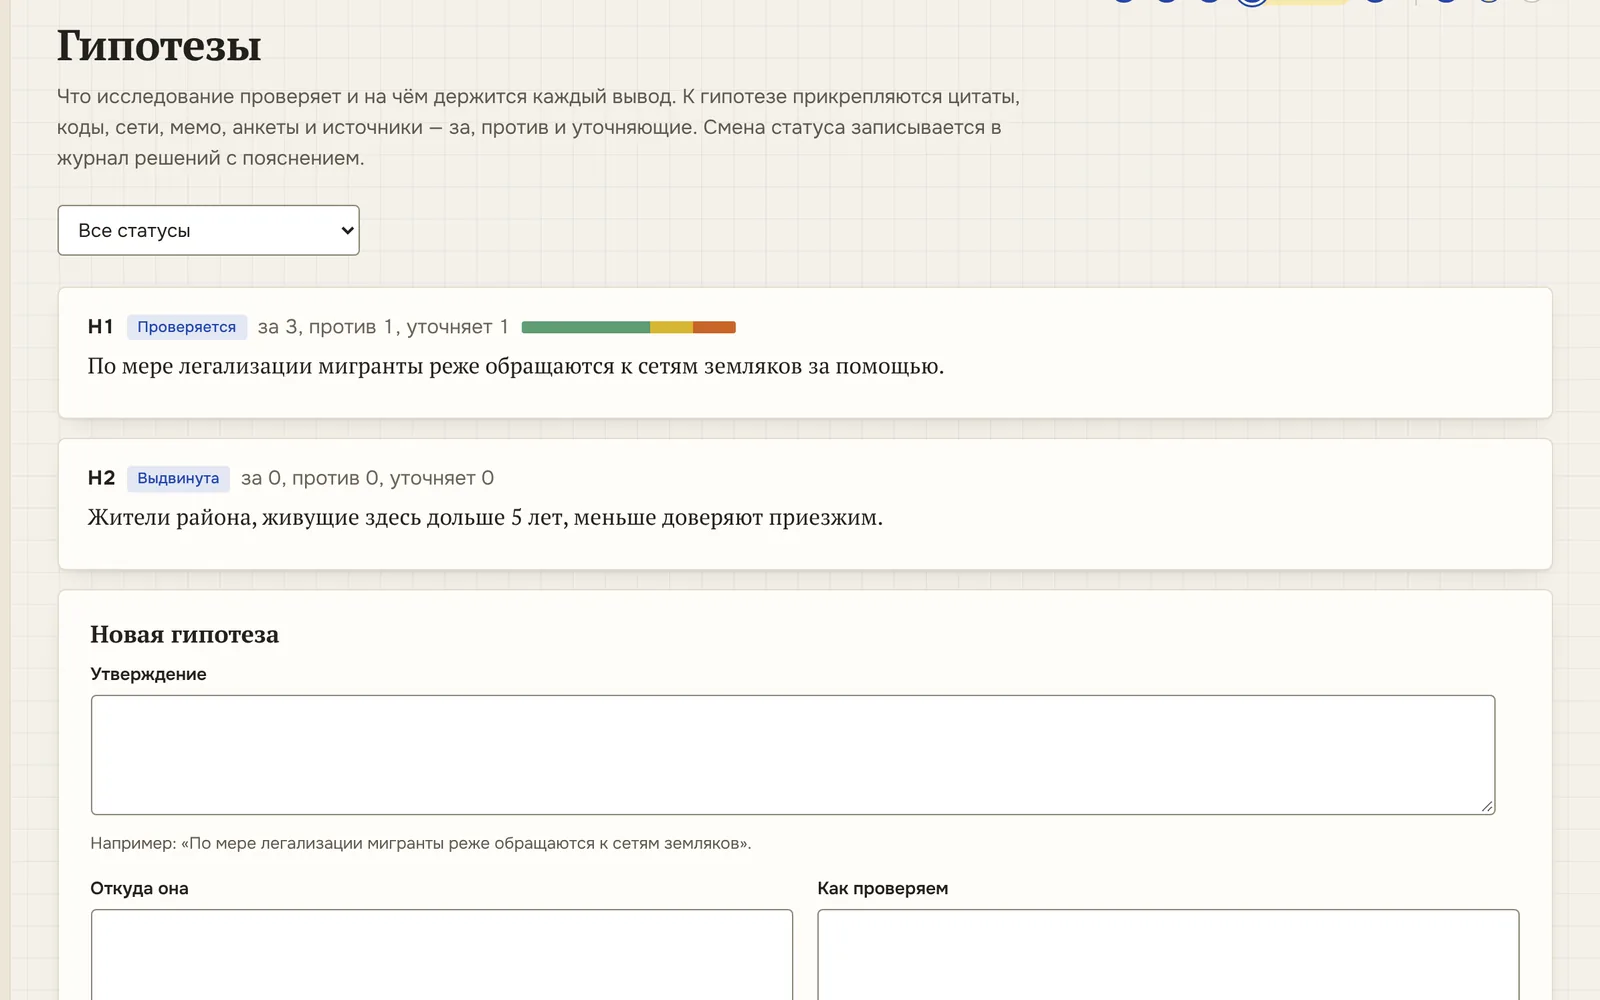 Гипотезы
Что исследование проверяет и на чём держится каждый вывод. К гипотезе прикрепляются цитаты,
коды, сети, мемо, анкеты и источники — за, против и уточняющие. Смена статуса записывается в
журнал решений с пояснением.
Все статусы
H1 Проверяется за 3, против 1, уточняет 1
По мере легализации мигранты реже обращаются к сетям земляков за помощью.
H2 Выдвинута за 0, против 0, уточняет 0
Жители района, живущие здесь дольше 5 лет, меньше доверяют приезжим.
Новая гипотеза
Утверждение
Например: «По мере легализации мигранты реже обращаются к сетям земляков».
Откуда она Как проверяем